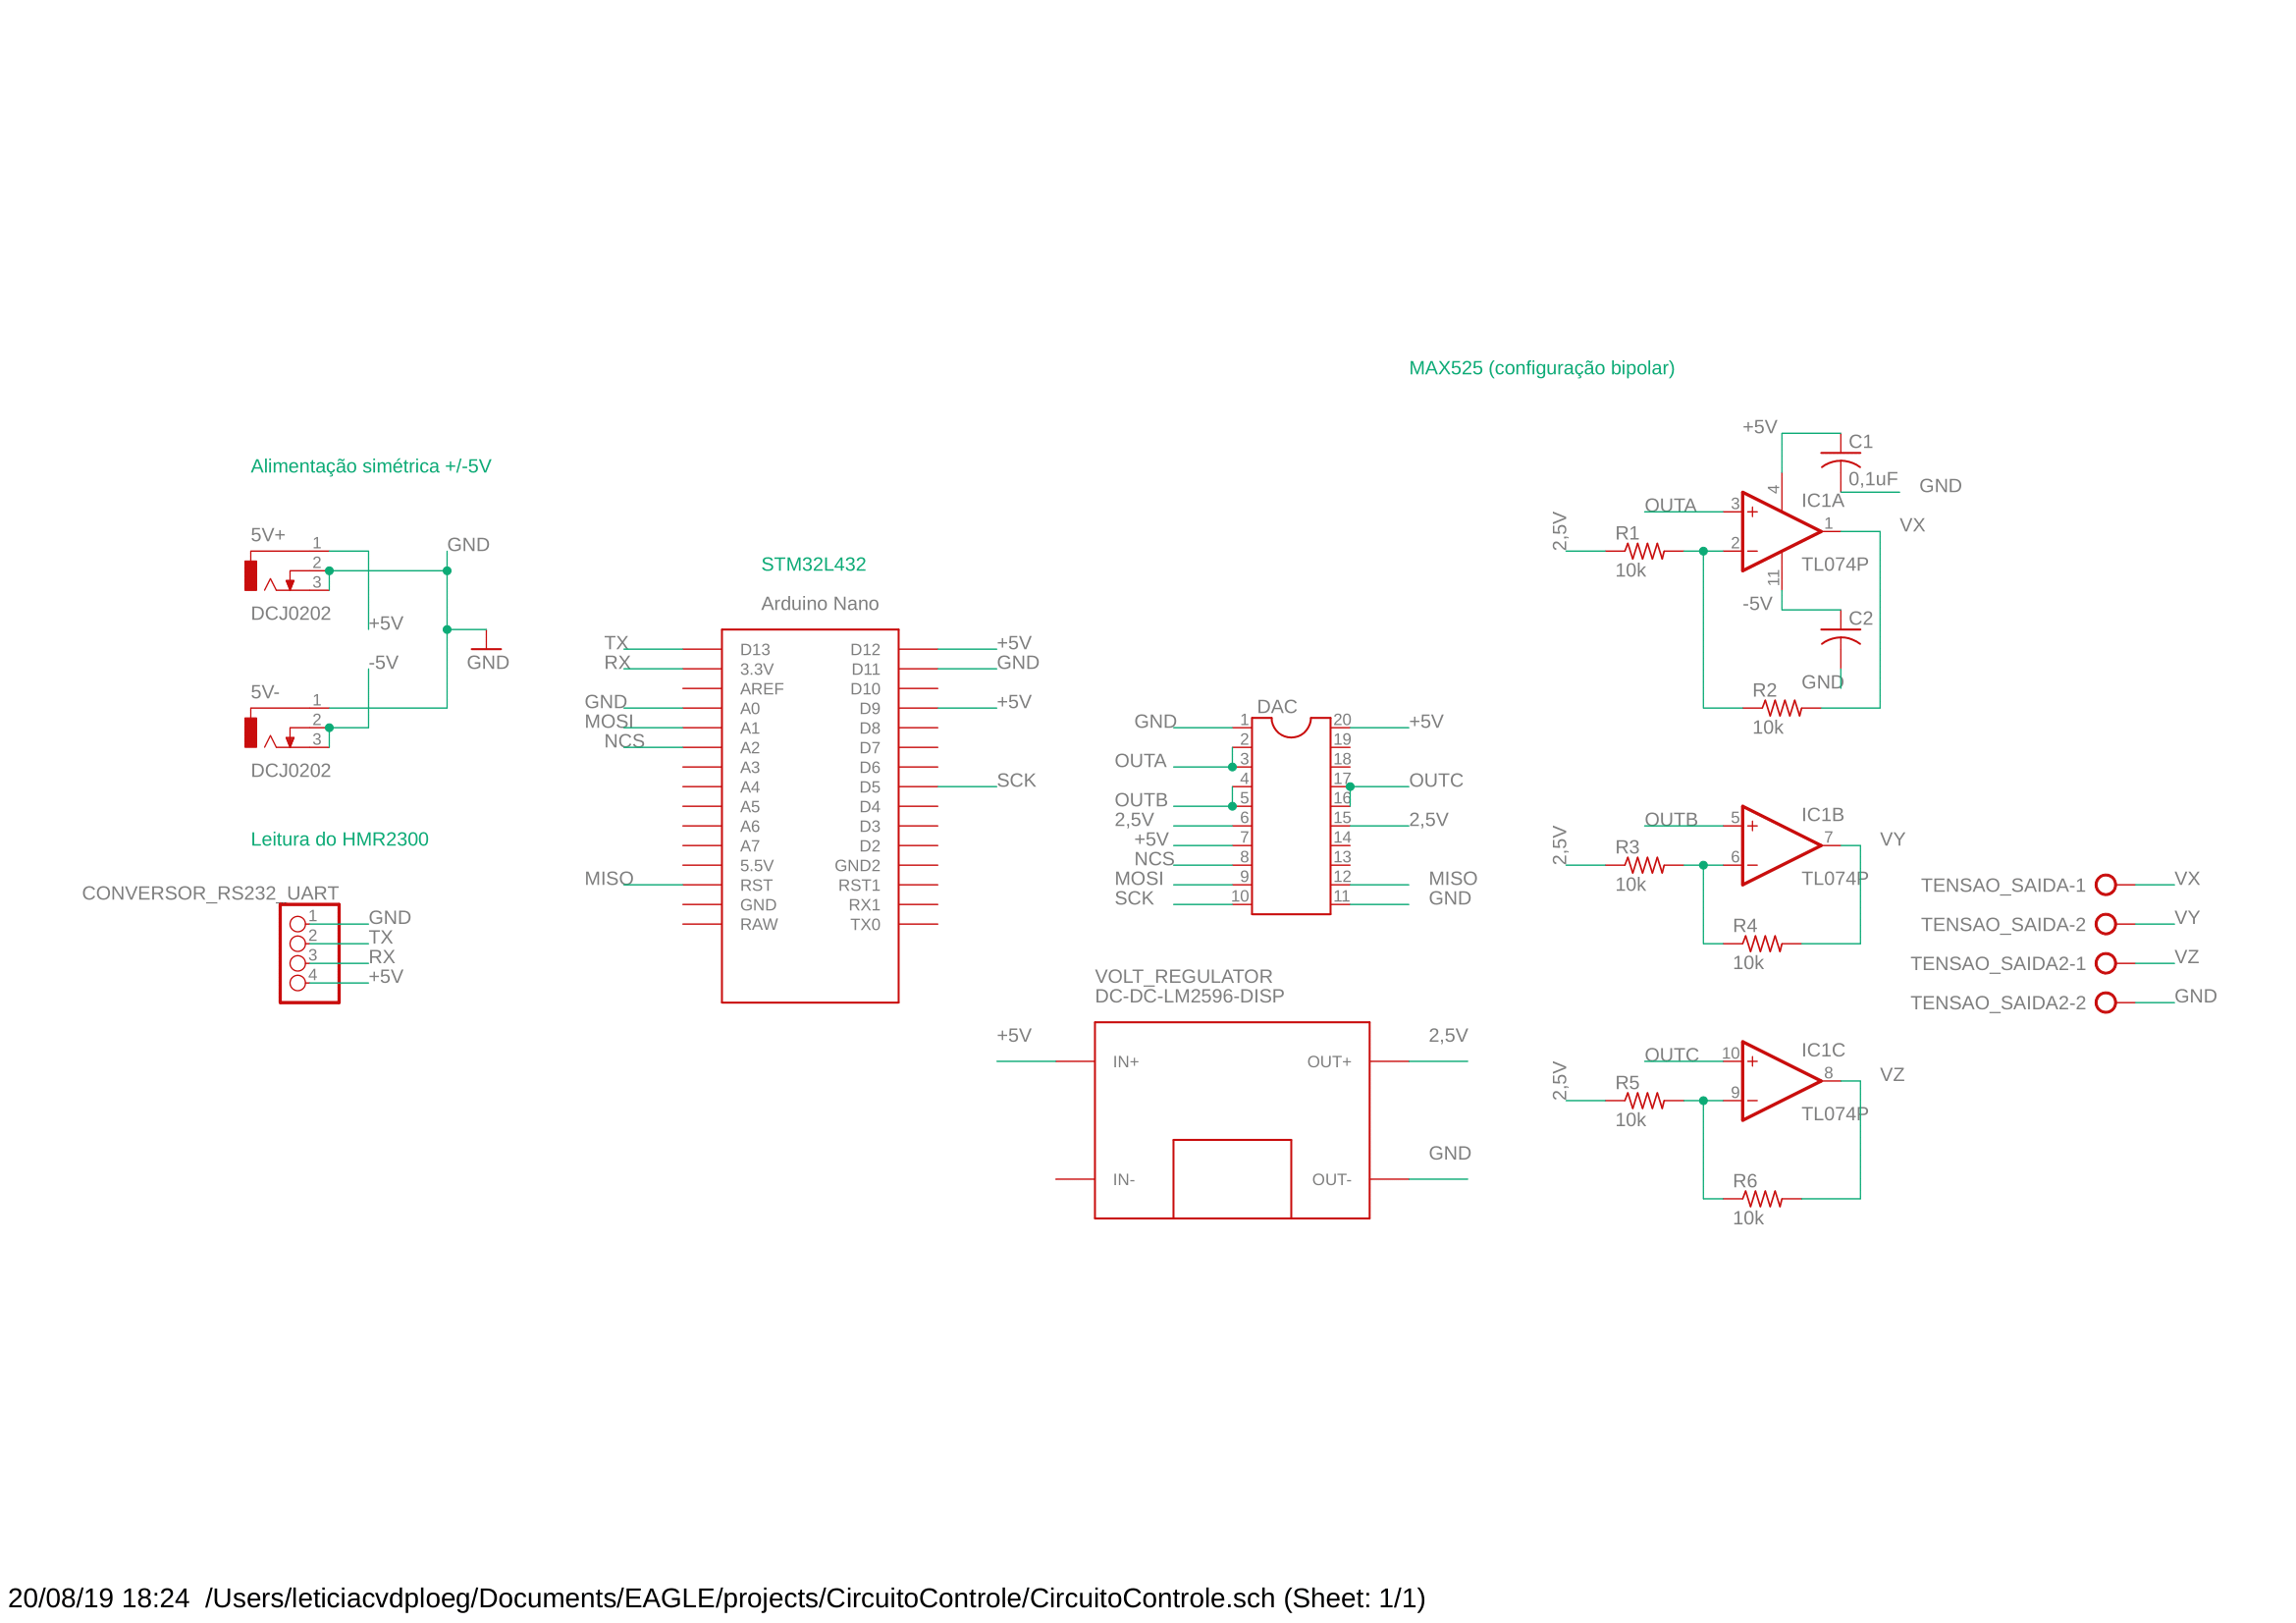 MAX525 (configuração bipolar)
Alimentação simétrica +/-5V
5V+
1
2
3
DCJ0202
GND
+5V
-5V
GND
5V-
1
2
3
DCJ0202
Leitura do HMR2300
CONVERSOR_RS232_UART
1 GND
2 TX
3 RX
4 +5V
STM32L432
Arduino Nano
TX D13 D12 +5V
RX 3.3V D11 GND
AREF D10
GND A0 D9 +5V
MOSI A1 D8
NCS A2 D7
A3 D6
A4 D5 SCK
A5 D4
A6 D3
A7 D2
5.5V GND2
MISO RST RST1
GND RX1
RAW TX0
DAC
GND 1 20 +5V
2 19
OUTA 3 18
4 17 OUTC
OUTB 5 16
2,5V 6 15 2,5V
+5V 7 14
NCS 8 13
MOSI 9 12 MISO
SCK 10 11 GND
VOLT_REGULATOR
DC-DC-LM2596-DISP
+5V 2,5V
IN+ OUT+
GND
IN- OUT-
+5V
C1
0,1uF
GND
4
IC1A
OUTA 3
1 VX
2,5V
R1
10k
2
TL074P
11
-5V
C2
GND
R2
10k
OUTB 5
IC1B
7 VY
2,5V
R3
10k
6
TL074P
R4
10k
OUTC 10
IC1C
8 VZ
2,5V
R5
10k
9
TL074P
R6
10k
TENSAO_SAIDA-1 VX
TENSAO_SAIDA-2 VY
TENSAO_SAIDA2-1 VZ
TENSAO_SAIDA2-2 GND
20/08/19 18:24 /Users/leticiacvdploeg/Documents/EAGLE/projects/CircuitoControle/CircuitoControle.sch (Sheet: 1/1)